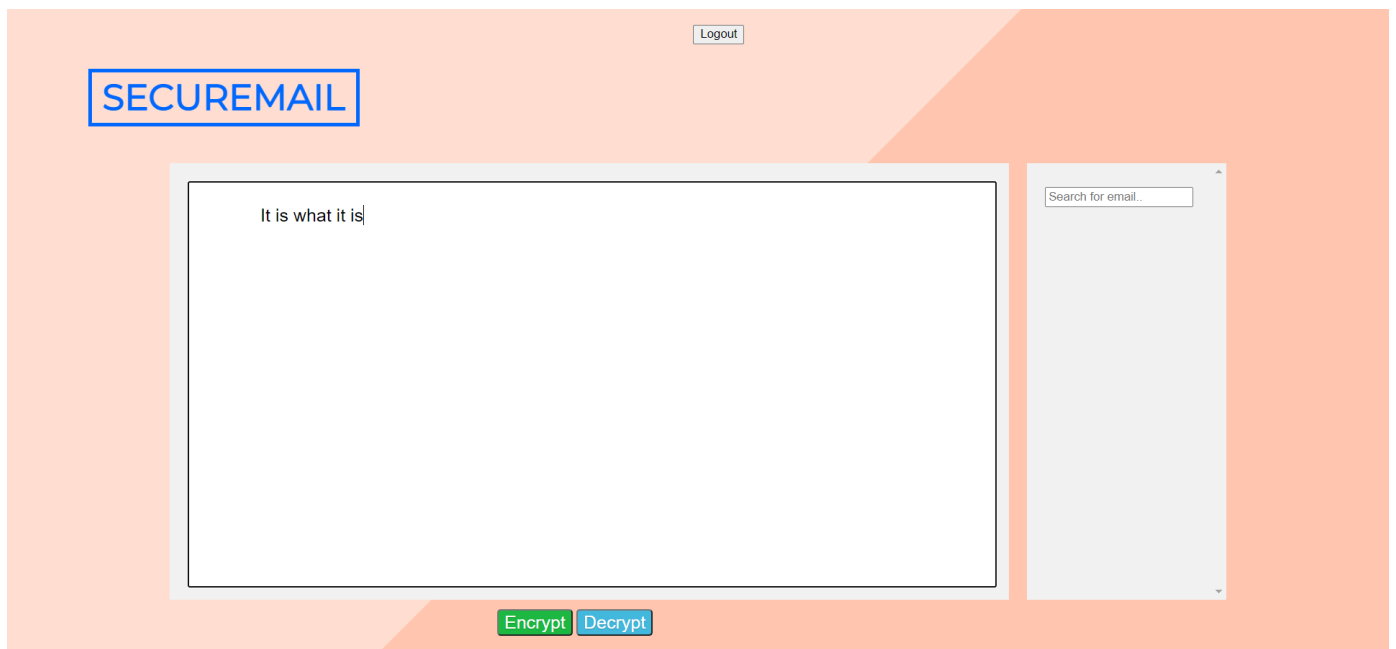 Logout
SECUREMAIL
It is what it is
Search for email..
Encrypt Decrypt